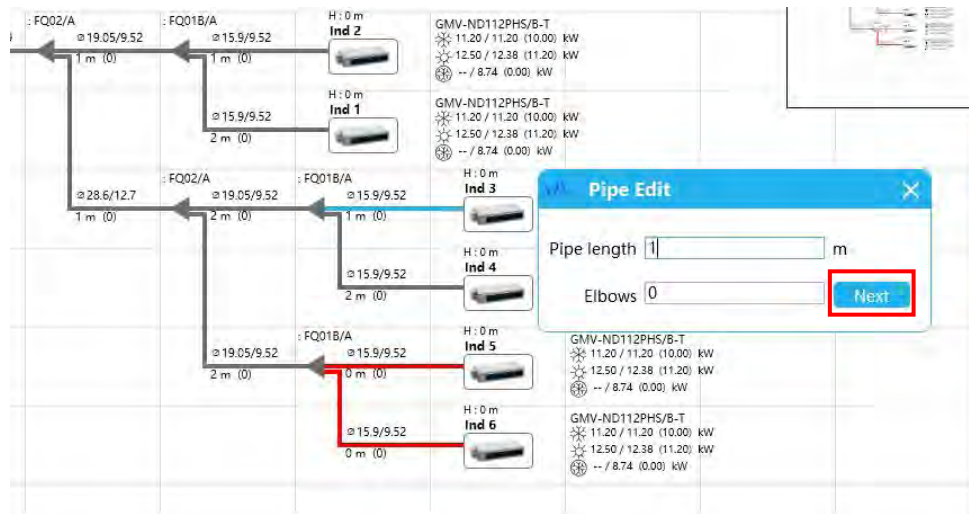 : FQ02/A
: FQ01B/A
⌀19.05/9.52
1 m (0)
⌀15.9/9.52
1 m (0)
H : 0 m
Ind 2
GMV-ND112PHS/B-T
11.20 / 11.20 (10.00) kW
12.50 / 12.38 (11.20) kW
-- / 8.74 (0.00) kW
⌀15.9/9.52
2 m (0)
H : 0 m
Ind 1
GMV-ND112PHS/B-T
11.20 / 11.20 (10.00) kW
12.50 / 12.38 (11.20) kW
-- / 8.74 (0.00) kW
⌀28.6/12.7
1 m (0)
: FQ02/A
⌀19.05/9.52
2 m (0)
: FQ01B/A
⌀15.9/9.52
1 m (0)
H : 0 m
Ind 3
Pipe Edit
Pipe length 1 m
Elbows 0
Next
⌀15.9/9.52
2 m (0)
H : 0 m
Ind 4
⌀19.05/9.52
2 m (0)
: FQ01B/A
⌀15.9/9.52
0 m (0)
H : 0 m
Ind 5
GMV-ND112PHS/B-T
11.20 / 11.20 (10.00) kW
12.50 / 12.38 (11.20) kW
-- / 8.74 (0.00) kW
⌀15.9/9.52
0 m (0)
H : 0 m
Ind 6
GMV-ND112PHS/B-T
11.20 / 11.20 (10.00) kW
12.50 / 12.38 (11.20) kW
-- / 8.74 (0.00) kW